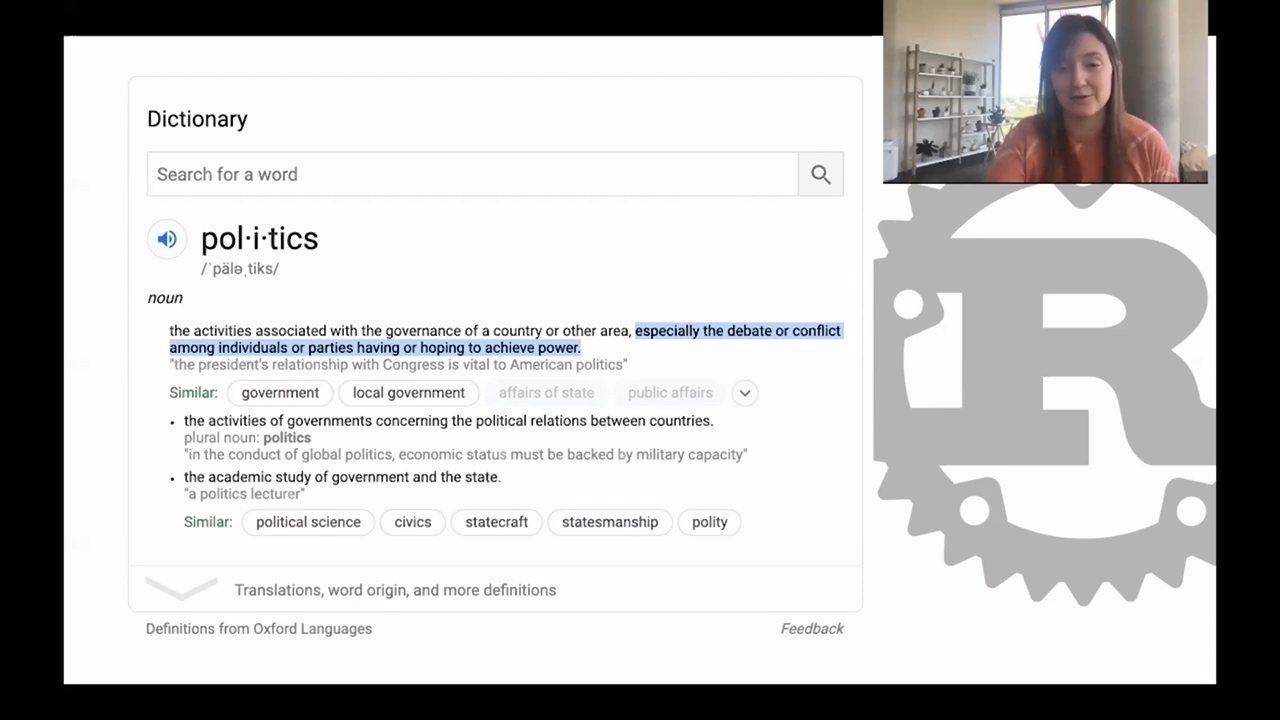 Dictionary
Search for a word
pol·i·tics
/ˈpäləˌtiks/
noun
the activities associated with the governance of a country or other area, especially the debate or conflict
among individuals or parties having or hoping to achieve power.
"the president's relationship with Congress is vital to American politics"
Similar: government local government affairs of state public affairs
• the activities of governments concerning the political relations between countries.
plural noun: politics
"in the conduct of global politics, economic status must be backed by military capacity"
• the academic study of government and the state.
"a politics lecturer"
Similar: political science civics statecraft statesmanship polity
Translations, word origin, and more definitions
Definitions from Oxford Languages Feedback
R